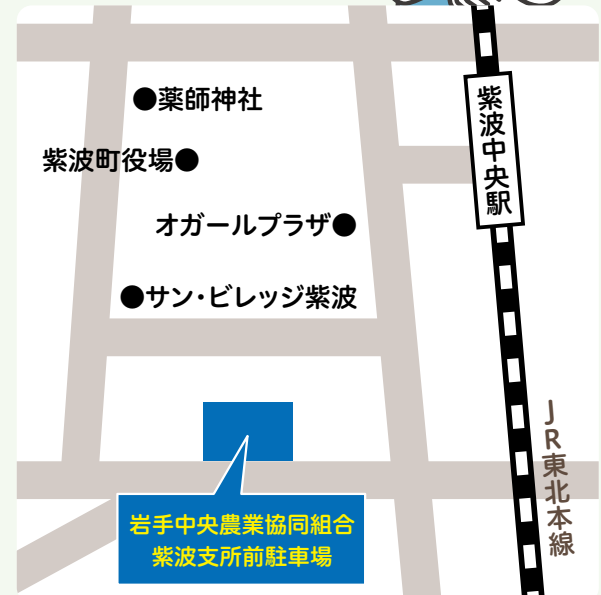 ●薬師神社
紫波中央駅
紫波町役場●
オガールプラザ●
●サン・ビレッジ紫波
JR東北本線
岩手中央農業協同組合
紫波支所前駐車場